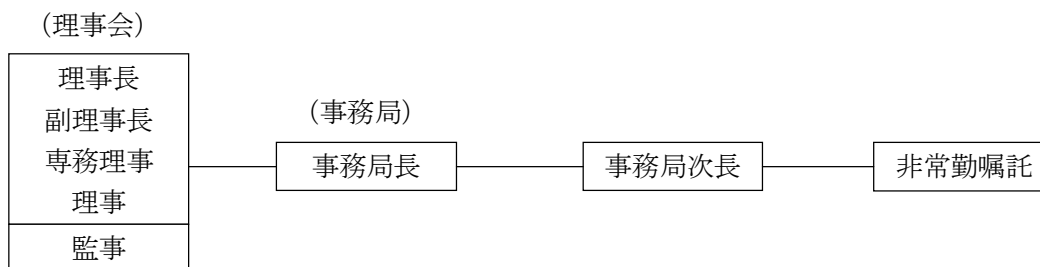 （理事会）
理事長
副理事長
専務理事
理事
監事
（事務局）
事務局長
事務局次長
非常勤嘱託